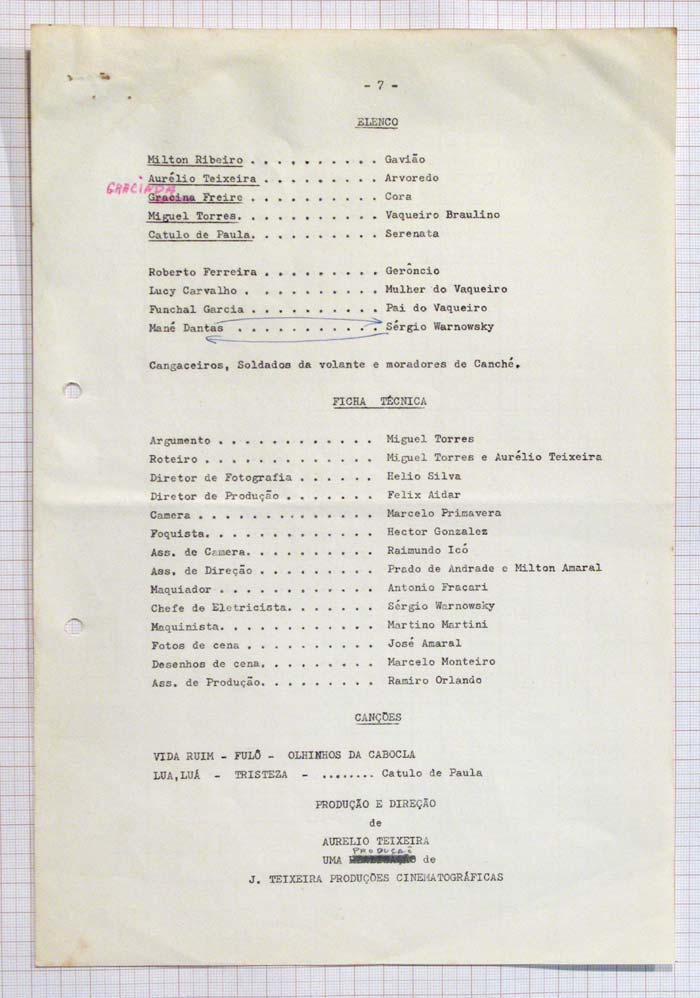 - 7 -
ELENCO
Milton Ribeiro . . . . . . . . . . Gavião
Aurélio Teixeira . . . . . . . . . Arvoredo
GRACINDA
Gracina Freire . . . . . . . . . . Cora
Miguel Torres. . . . . . . . . . . Vaqueiro Braulino
Catulo de Paula. . . . . . . . . . Serenata
Roberto Ferreira . . . . . . . . . Gerôncio
Lucy Carvalho . . . . . . . . . . Mulher do Vaqueiro
Funchal Garcia . . . . . . . . . . Pai do Vaqueiro
Mané Dantas . . . . . . . . . . . Sérgio Warnowsky
Cangaceiros, Soldados da volante e moradores de Canché.
FICHA TÉCNICA
Argumento . . . . . . . . . . . . Miguel Torres
Roteiro . . . . . . . . . . . . . Miguel Torres e Aurélio Teixeira
Diretor de Fotografia . . . . . . Helio Silva
Diretor de Produção . . . . . . . Felix Aidar
Camera . . . . . . . . . . . . . . Marcelo Primavera
Foquista. . . . . . . . . . . . . Hector Gonzalez
Ass. de Camera. . . . . . . . . . Raimundo Icó
Ass. de Direção . . . . . . . . . Prado de Andrade e Milton Amaral
Maquiador . . . . . . . . . . . . Antonio Fraçari
Chefe de Eletricista. . . . . . . Sérgio Warnowsky
Maquinista. . . . . . . . . . . . Martino Martini
Fotos de cena . . . . . . . . . . José Amaral
Desenhos de cena. . . . . . . . . Marcelo Monteiro
Ass. de Produção. . . . . . . . . Ramiro Orlando
CANÇÕES
VIDA RUIM - FULÔ - OLHINHOS DA CABOCLA
LUA,LUÁ - TRISTEZA - ........ Catulo de Paula
PRODUÇÃO E DIREÇÃO
de
AURELIO TEIXEIRA
PRODUÇAÕ
UMA de
J. TEIXEIRA PRODUÇÕES CINEMATOGRÁFICAS